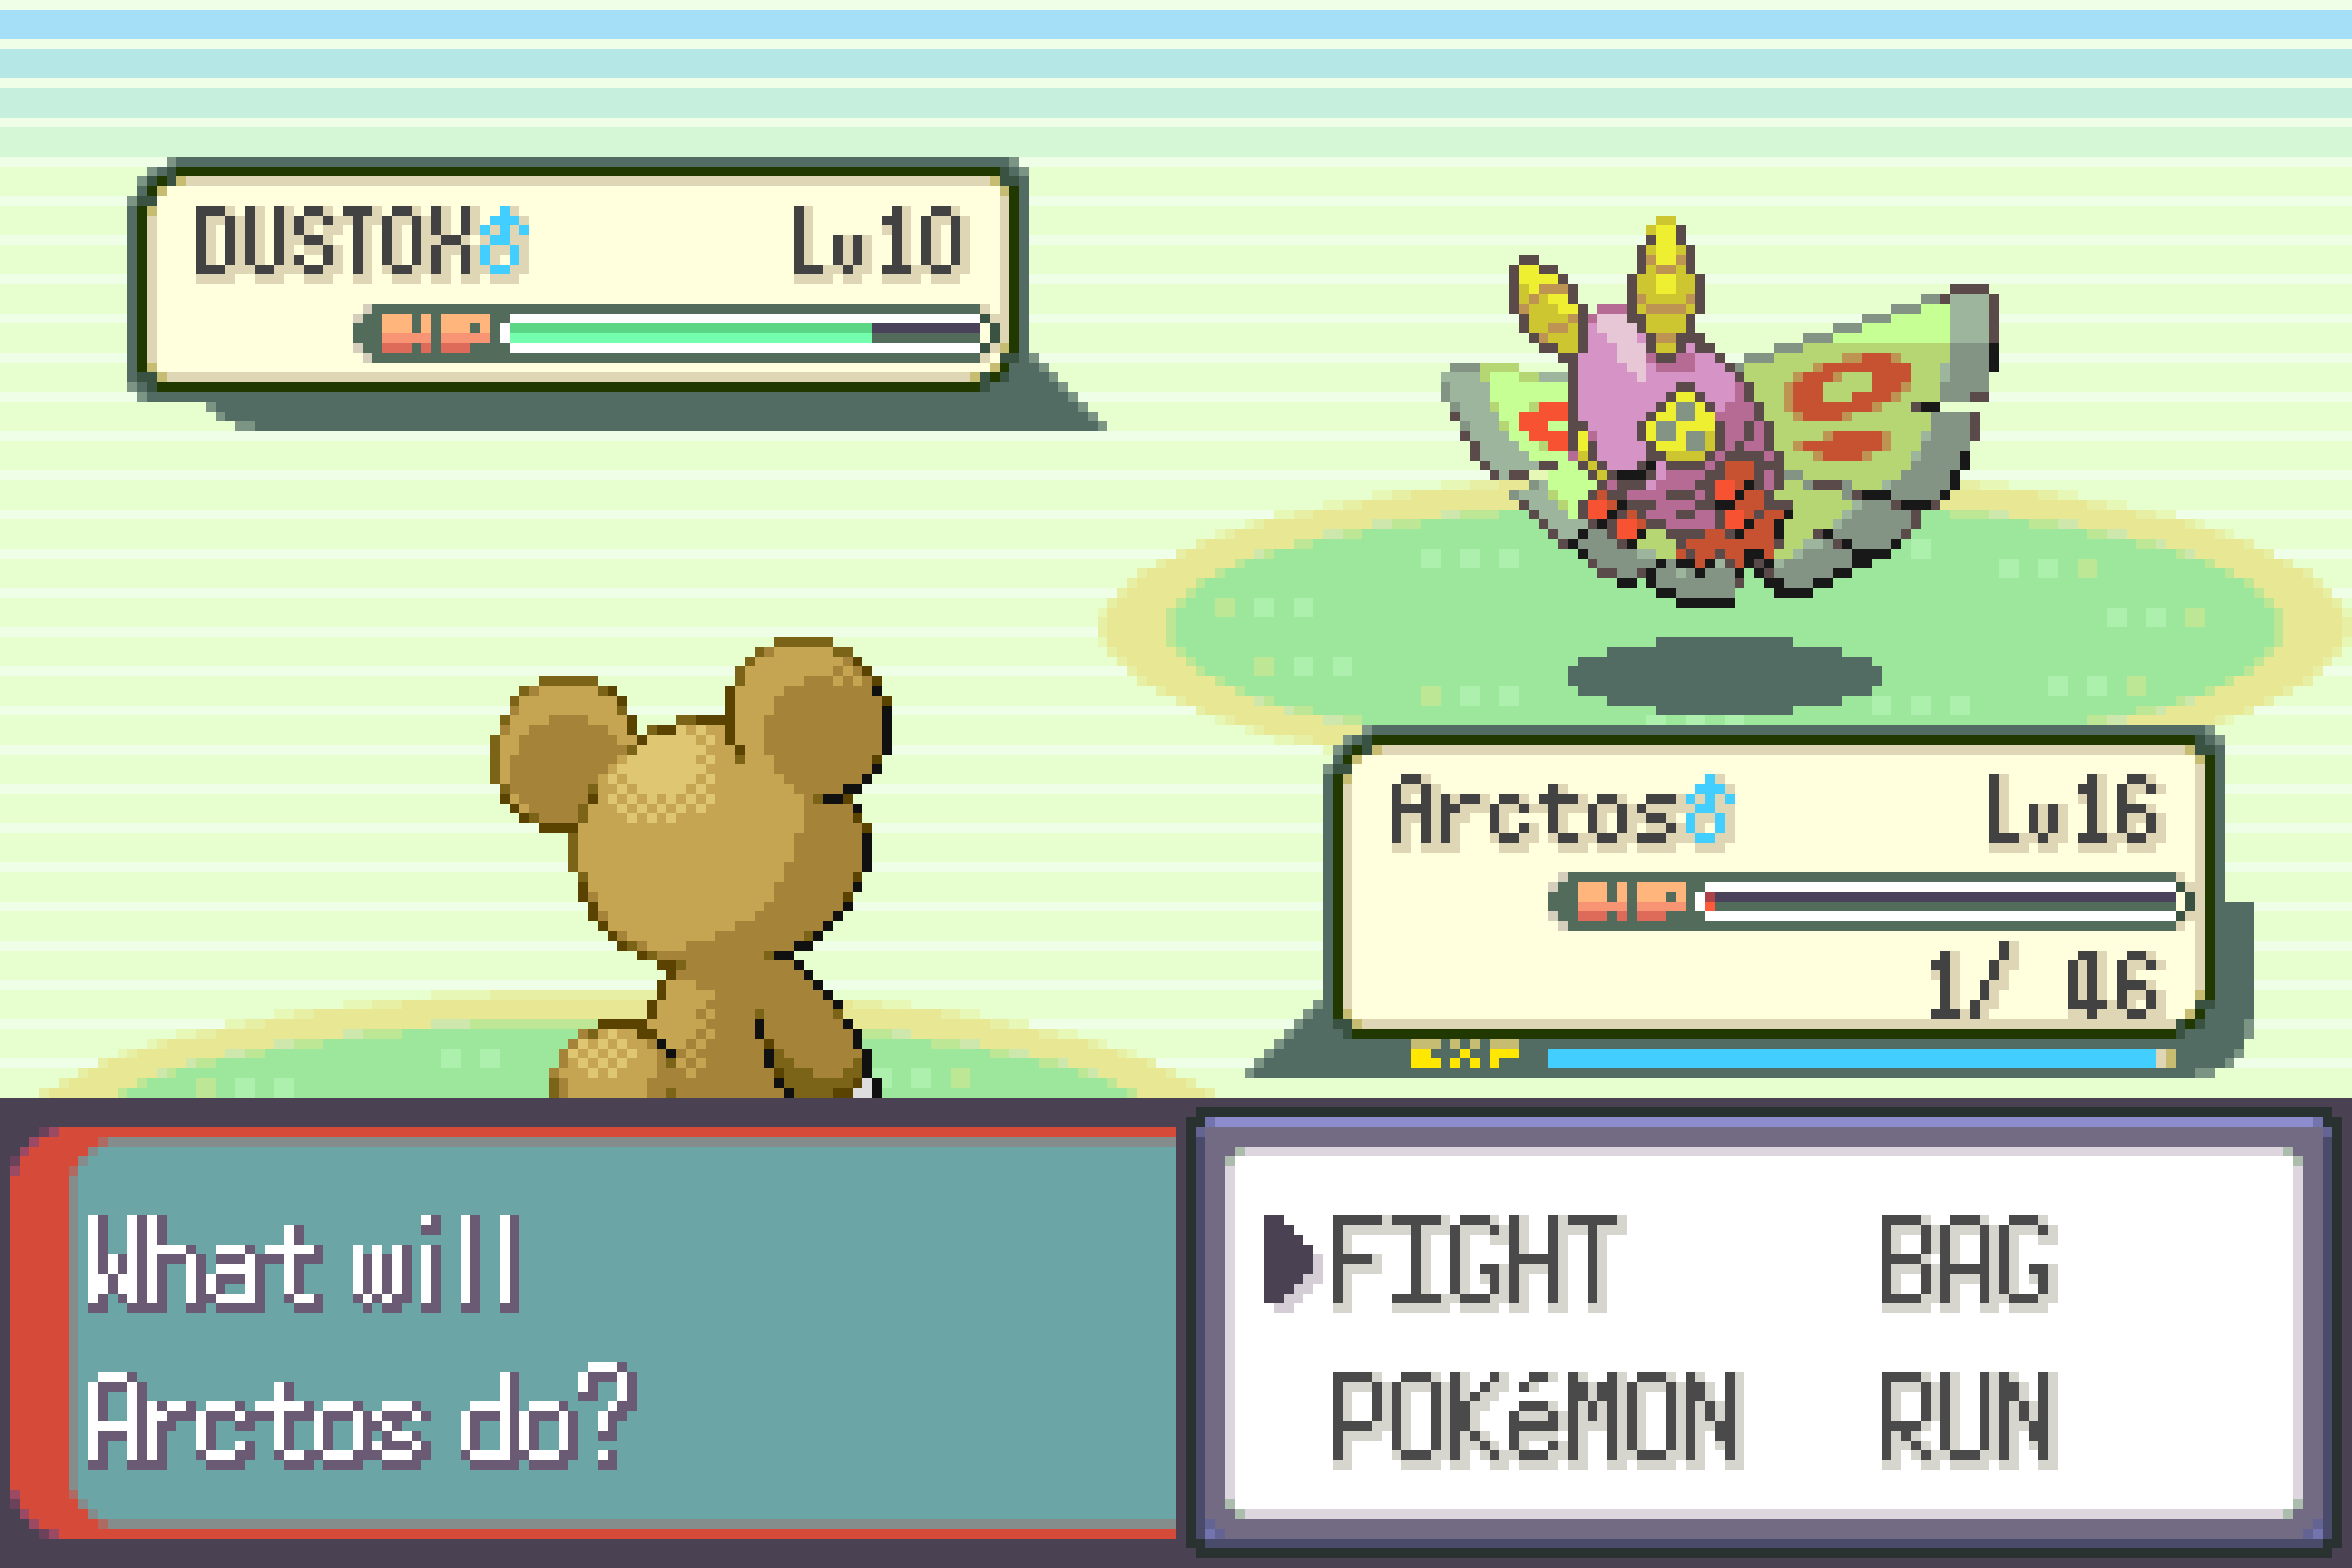 DUSTOX♂ Lv10
HP
Arctos♂ Lv16
HP
1/ 46
EXP
What will
Arctos do?
▶FIGHT BAG
POKéMON RUN